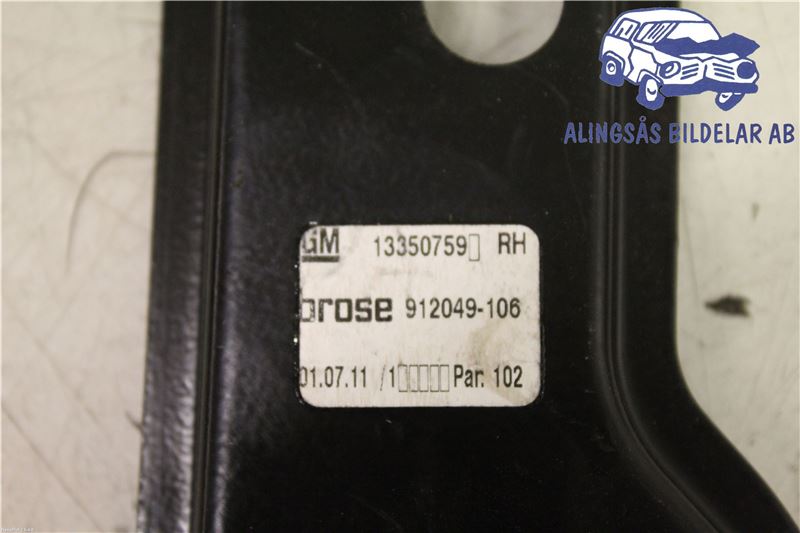 ALINGSÅS BILDELAR AB
GM 13350759▯ RH
brose 912049-106
01.07.11 /1▯▯▯▯▯ Par. 102